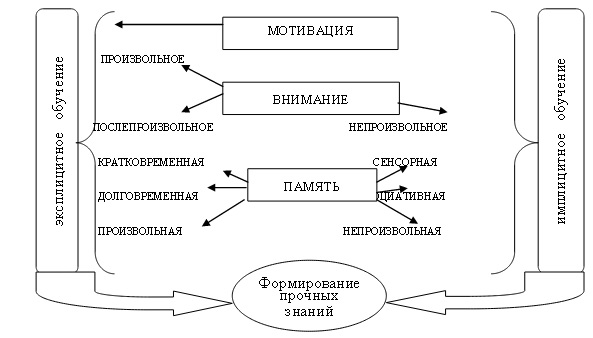 эксплицитное обучение
МОТИВАЦИЯ
ПРОИЗВОЛЬНОЕ
ВНИМАНИЕ
ПОСЛЕПРОИЗВОЛЬНОЕ
НЕПРОИЗВОЛЬНОЕ
КРАТКОВРЕМЕННАЯ
СЕНСОРНАЯ
ПАМЯТЬ
ДОЛГОВРЕМЕННАЯ
ПРОИЗВОЛЬНАЯ
НЕПРОИЗВОЛЬНАЯ
имплицитное обучение
Формирование
прочных
знаний